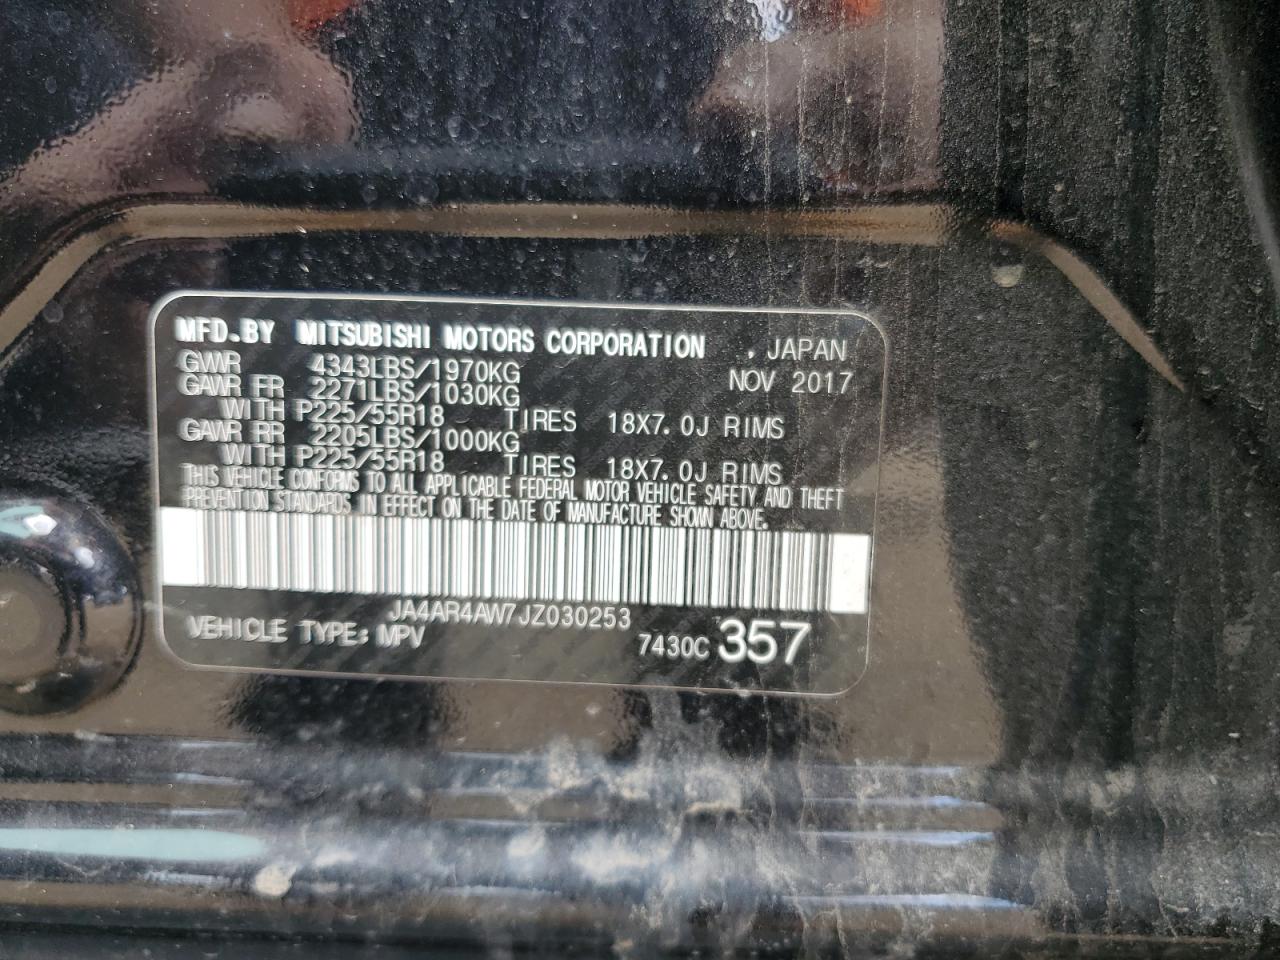 MFD.BY MITSUBISHI MOTORS CORPORATION . JAPAN
GVWR 4343LBS/1970KG NOV 2017
GAWR FR 2271LBS/1030KG
WITH P225/55R18 TIRES 18X7.0J RIMS
GAWR RR 2205LBS/1000KG
WITH P225/55R18 TIRES 18X7.0J RIMS
THIS VEHICLE CONFORMS TO ALL APPLICABLE FEDERAL MOTOR VEHICLE SAFETY AND THEFT
PREVENTION STANDARDS IN EFFECT ON THE DATE OF MANUFACTURE SHOWN ABOVE.
JA4AR4AW7JZ030253
VEHICLE TYPE: MPV 7430C 357